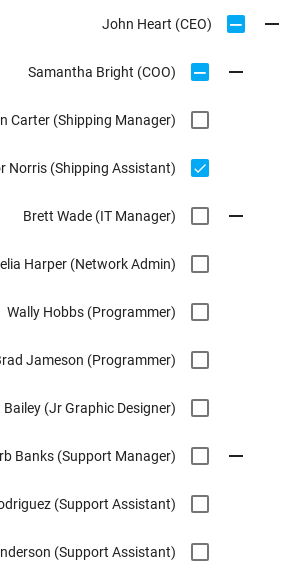 John Heart (CEO)
Samantha Bright (COO)
Carter (Shipping Manager)
Norris (Shipping Assistant)
Brett Wade (IT Manager)
Harper (Network Admin)
Wally Hobbs (Programmer)
Jameson (Programmer)
Bailey (Jr Graphic Designer)
Banks (Support Manager)
(Support Assistant)
(Support Assistant)